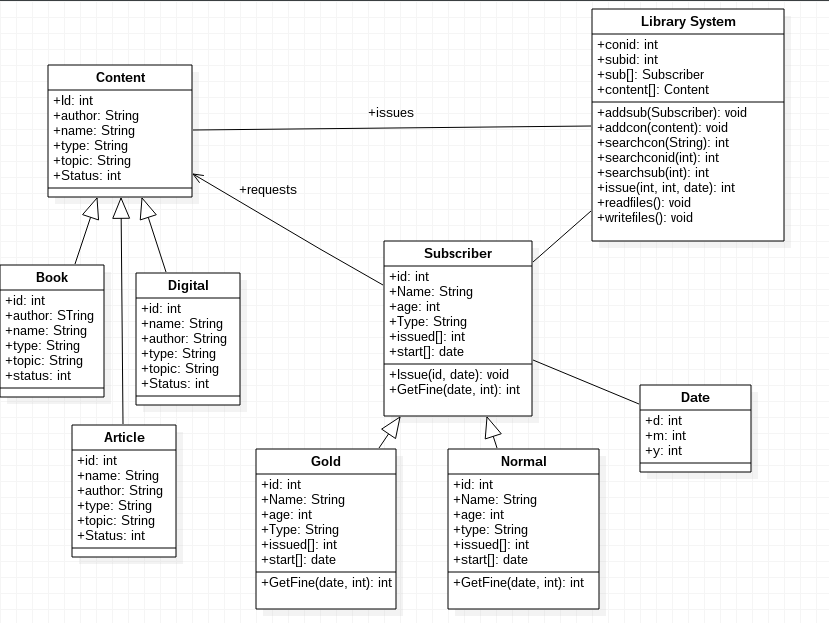 Library System
+conid: int
+subid: int
+sub[]: Subscriber
+content[]: Content
+addsub(Subscriber): void
+addcon(content): void
+searchcon(String): int
+searchconid(int): int
+searchsub(int): int
+issue(int, int, date): int
+readfiles(): void
+writefiles(): void
Content
+Id: int
+author: String
+name: String
+type: String
+topic: String
+Status: int
+issues
+requests
Subscriber
+id: int
+Name: String
+age: int
+Type: String
+issued[]: int
+start[]: date
+Issue(id, date): void
+GetFine(date, int): int
Book
+id: int
+author: STring
+name: String
+type: String
+topic: String
+status: int
Digital
+id: int
+name: String
+author: String
+type: String
+topic: String
+Status: int
Date
+d: int
+m: int
+y: int
Article
+id: int
+name: String
+author: String
+type: String
+topic: String
+Status: int
Gold
+id: int
+Name: String
+age: int
+Type: String
+issued[]: int
+start[]: date
+GetFine(date, int): int
Normal
+id: int
+Name: String
+age: int
+type: String
+issued[]: int
+start[]: date
+GetFine(date, int): int